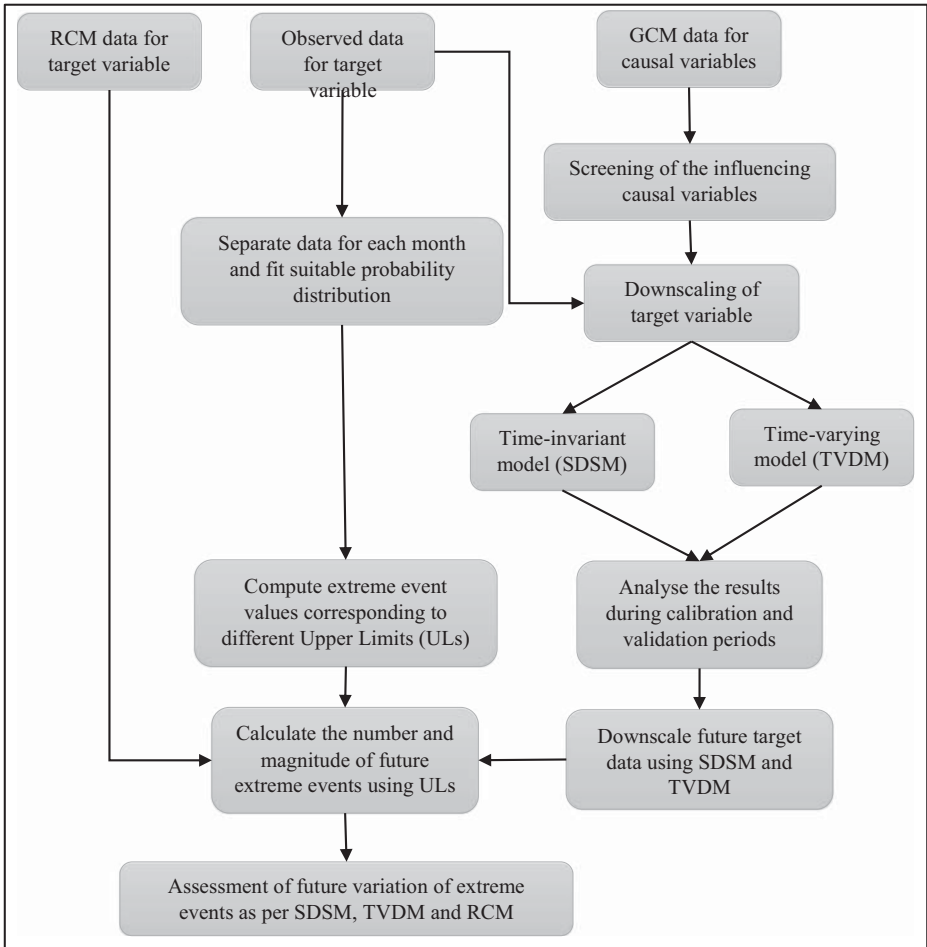 RCM data for
target variable
Observed data
for target
variable
GCM data for
causal variables
Screening of the influencing
causal variables
Separate data for each month
and fit suitable probability
distribution
Downscaling of
target variable
Time-invariant
model (SDSM)
Time-varying
model (TVDM)
Compute extreme event
values corresponding to
different Upper Limits (ULs)
Analyse the results
during calibration and
validation periods
Calculate the number and
magnitude of future
extreme events using ULs
Downscale future target
data using SDSM and
TVDM
Assessment of future variation of extreme
events as per SDSM, TVDM and RCM